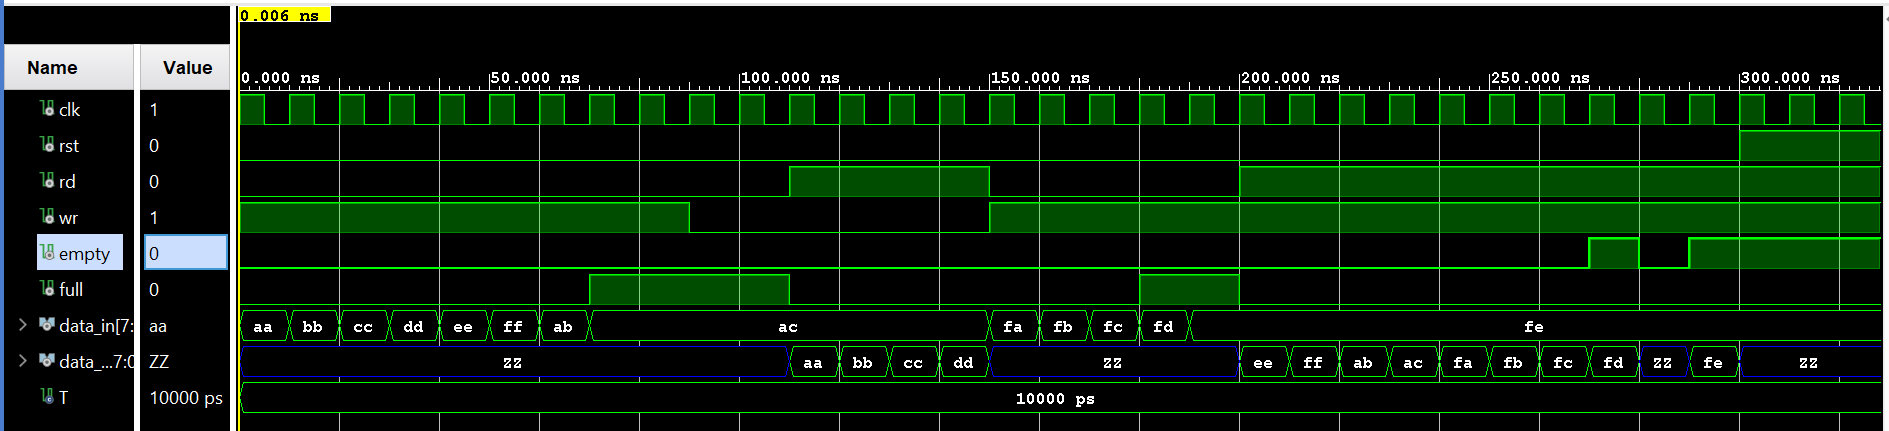 0.006 ns
Name Value
0.000 ns 50.000 ns 100.000 ns 150.000 ns 200.000 ns 250.000 ns 300.000 ns
clk 1
rst 0
rd 0
wr 1
empty 0
full 0
data_in[7: aa aa bb cc dd ee ff ab ac fa fb fc fd fe
data_...7:0 ZZ ZZ aa bb cc dd ZZ ee ff ab ac fa fb fc fd ZZ fe ZZ
T 10000 ps 10000 ps